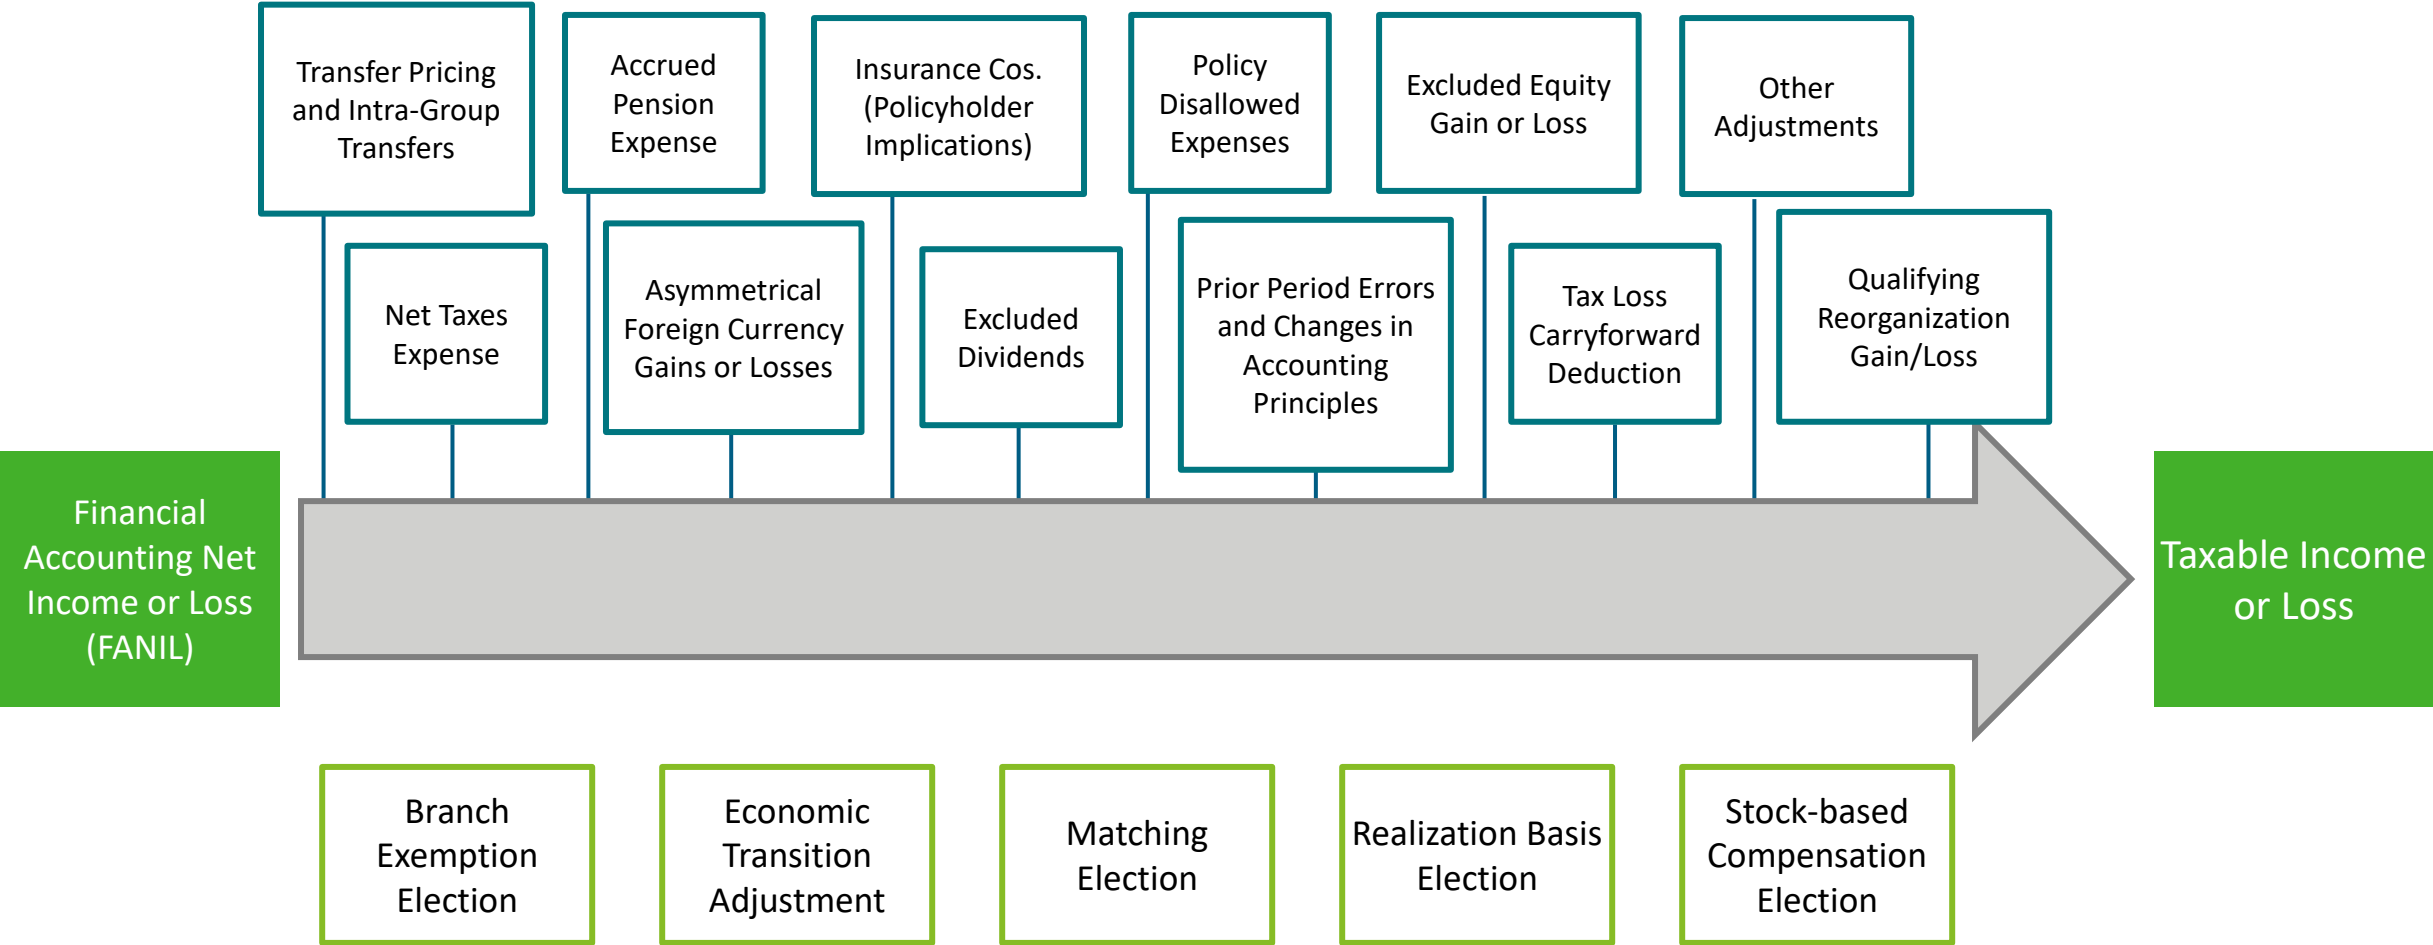 Transfer Pricing
and Intra-Group
Transfers
Accrued
Pension
Expense
Insurance Cos.
(Policyholder
Implications)
Policy
Disallowed
Expenses
Excluded Equity
Gain or Loss
Other
Adjustments
Net Taxes
Expense
Asymmetrical
Foreign Currency
Gains or Losses
Excluded
Dividends
Prior Period Errors
and Changes in
Accounting
Principles
Tax Loss
Carryforward
Deduction
Qualifying
Reorganization
Gain/Loss
Financial
Accounting Net
Income or Loss
(FANIL)
Taxable Income
or Loss
Branch
Exemption
Election
Economic
Transition
Adjustment
Matching
Election
Realization Basis
Election
Stock-based
Compensation
Election